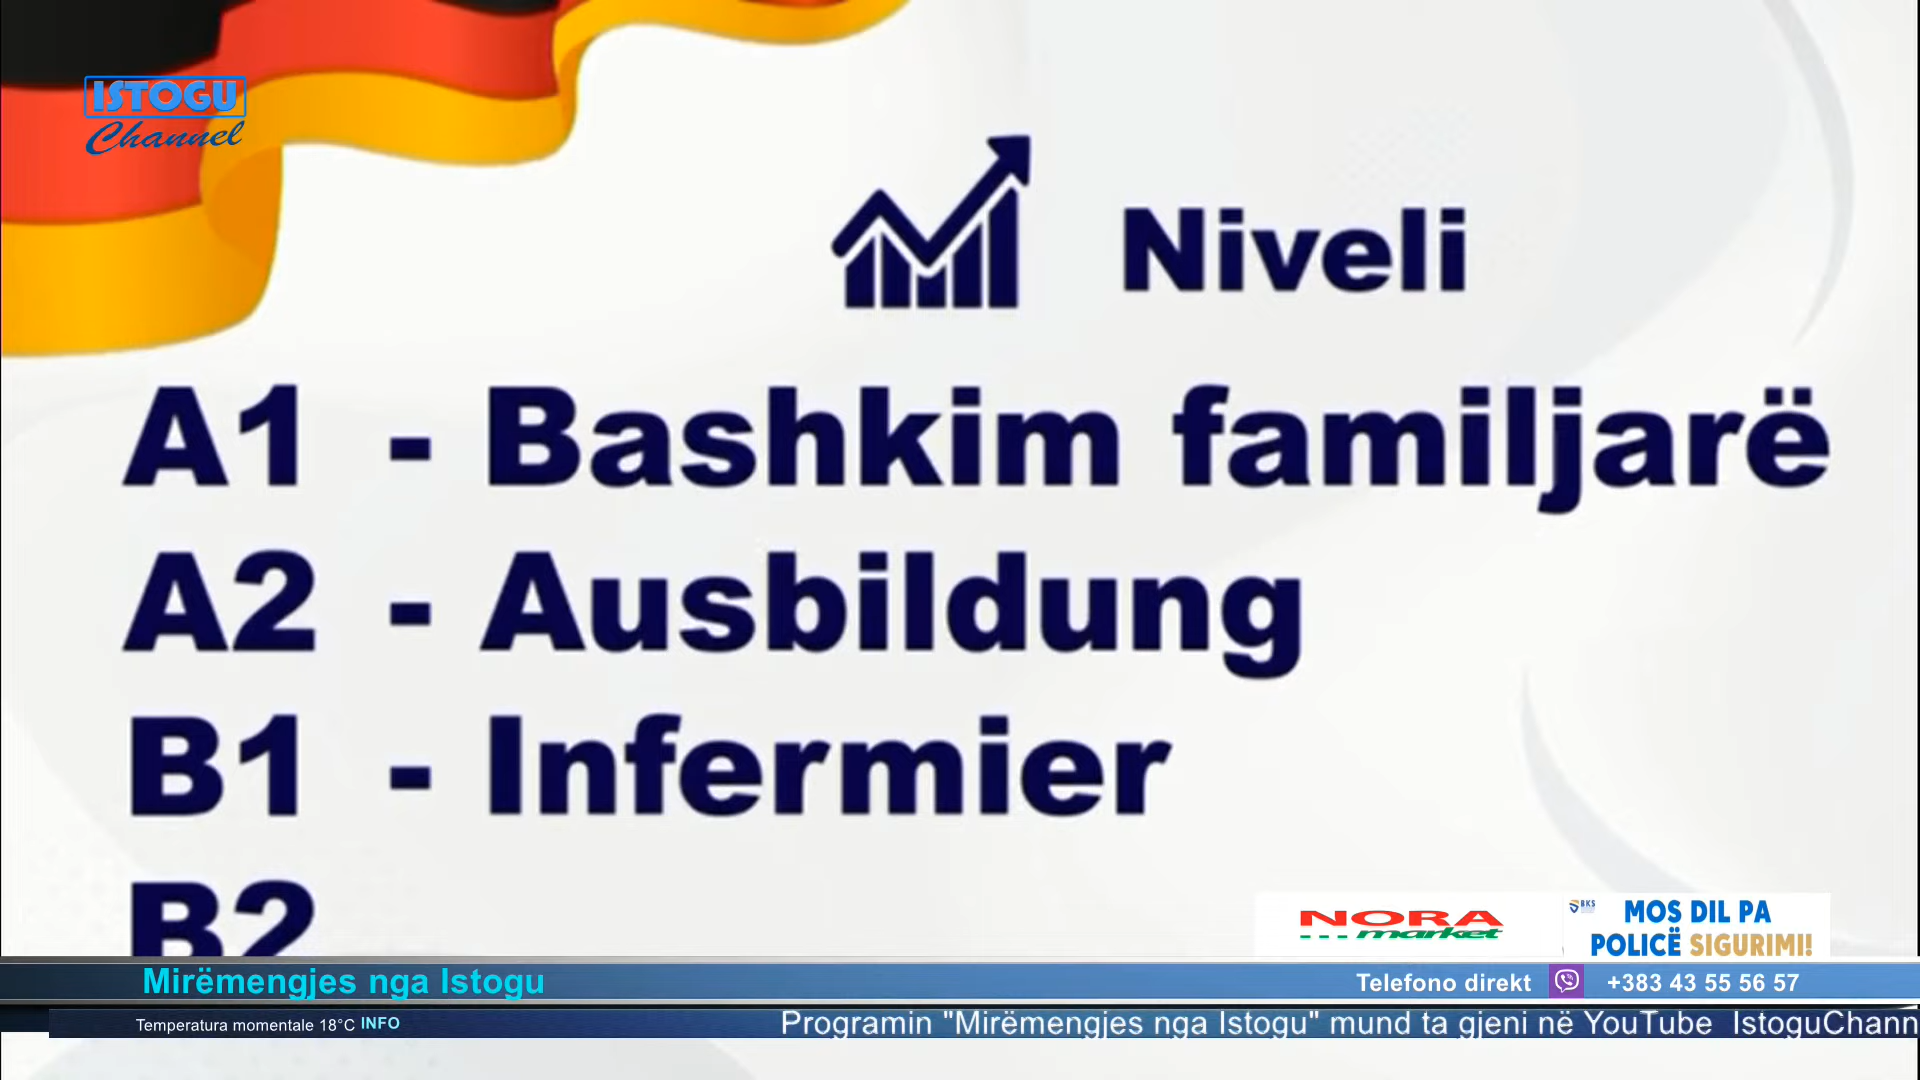 ISTOGU
Channel
Niveli
A1 - Bashkim familjarë
A2 - Ausbildung
B1 - Infermier
B2
NORA
market
BKS
MOS DIL PA
POLICË SIGURIMI!
Mirëmengjes nga Istogu
Telefono direkt +383 43 55 56 57
Temperatura momentale 18°C INFO
Programin "Mirëmengjes nga Istogu" mund ta gjeni në YouTube IstoguChann